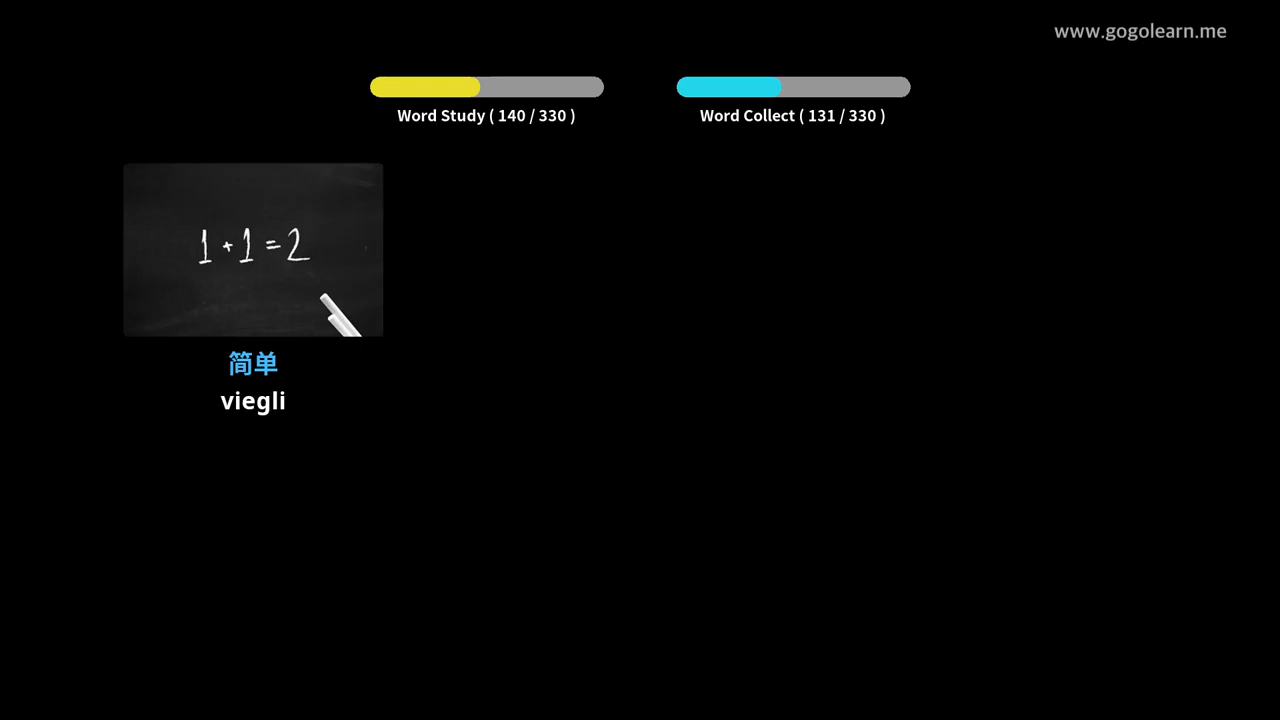 www.gogolearn.me
Word Study ( 140 / 330 )
Word Collect ( 131 / 330 )
1 + 1 = 2
简单
viegli